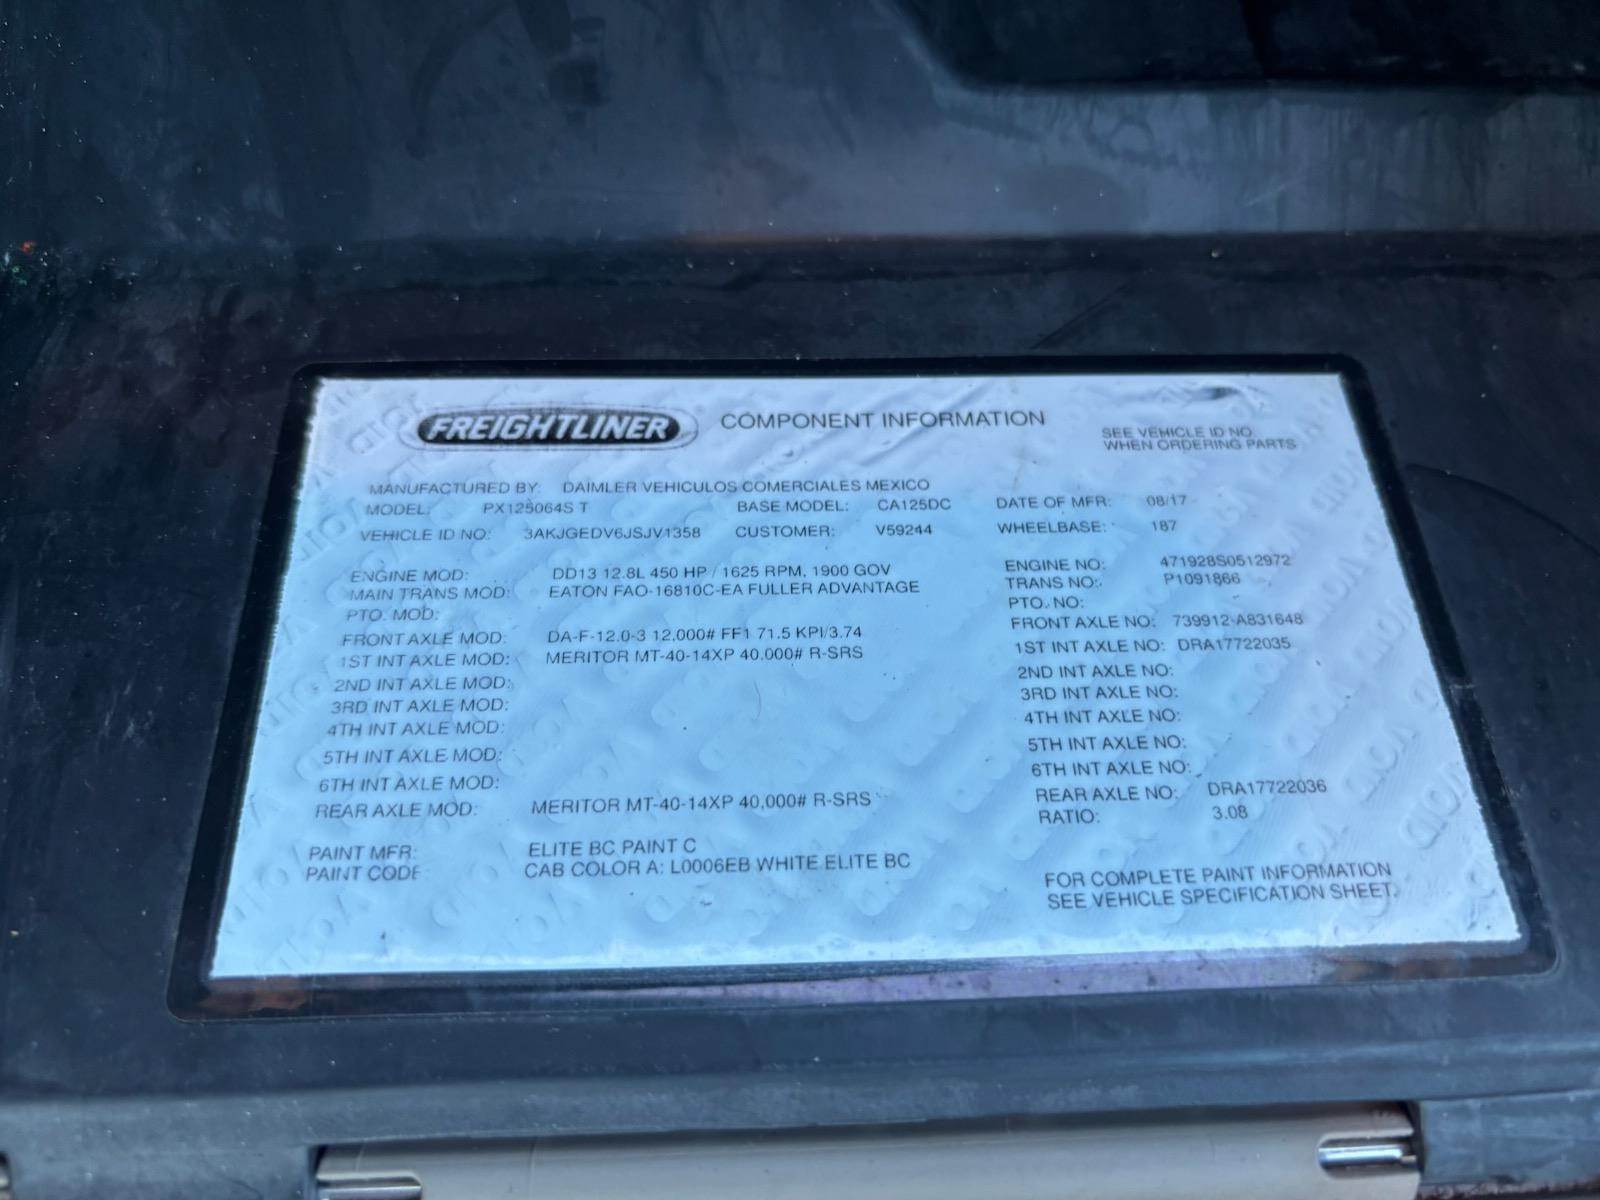 FREIGHTLINER COMPONENT INFORMATION
SEE VEHICLE ID NO.
WHEN ORDERING PARTS
MANUFACTURED BY: DAIMLER VEHICULOS COMERCIALES MEXICO
MODEL: PX125064S T BASE MODEL: CA125DC DATE OF MFR: 08/17
VEHICLE ID NO: 3AKJGEDV6JSJV1358 CUSTOMER: V59244 WHEELBASE: 187
ENGINE MOD: DD13 12.8L 450 HP / 1625 RPM, 1900 GOV ENGINE NO: 471928S0512972
MAIN TRANS MOD: EATON FAO-16810C-EA FULLER ADVANTAGE TRANS NO: P1091866
PTO. MOD: PTO. NO:
FRONT AXLE MOD: DA-F-12.0-3 12,000# FF1 71.5 KPI/3.74 FRONT AXLE NO: 739912-A831648
1ST INT AXLE MOD: MERITOR MT-40-14XP 40,000# R-SRS 1ST INT AXLE NO: DRA17722035
2ND INT AXLE MOD: 2ND INT AXLE NO:
3RD INT AXLE MOD: 3RD INT AXLE NO:
4TH INT AXLE MOD: 4TH INT AXLE NO:
5TH INT AXLE MOD: 5TH INT AXLE NO:
6TH INT AXLE MOD: 6TH INT AXLE NO:
REAR AXLE MOD: MERITOR MT-40-14XP 40,000# R-SRS REAR AXLE NO: DRA17722036
RATIO: 3.08
PAINT MFR: ELITE BC PAINT C
PAINT CODE CAB COLOR A: L0006EB WHITE ELITE BC
FOR COMPLETE PAINT INFORMATION
SEE VEHICLE SPECIFICATION SHEET.